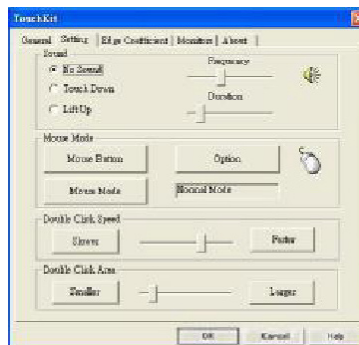 TouchKit
General Setting Edge Coefficient Monitors About
Sound
No Sound
Touch Down
Lift Up
Frequency
Duration
Mouse Mode
Mouse Button Option
Mouse Mode Normal Mode
Double Click Speed
Slower Faster
Double Click Area
Smaller Larger
OK Cancel Help